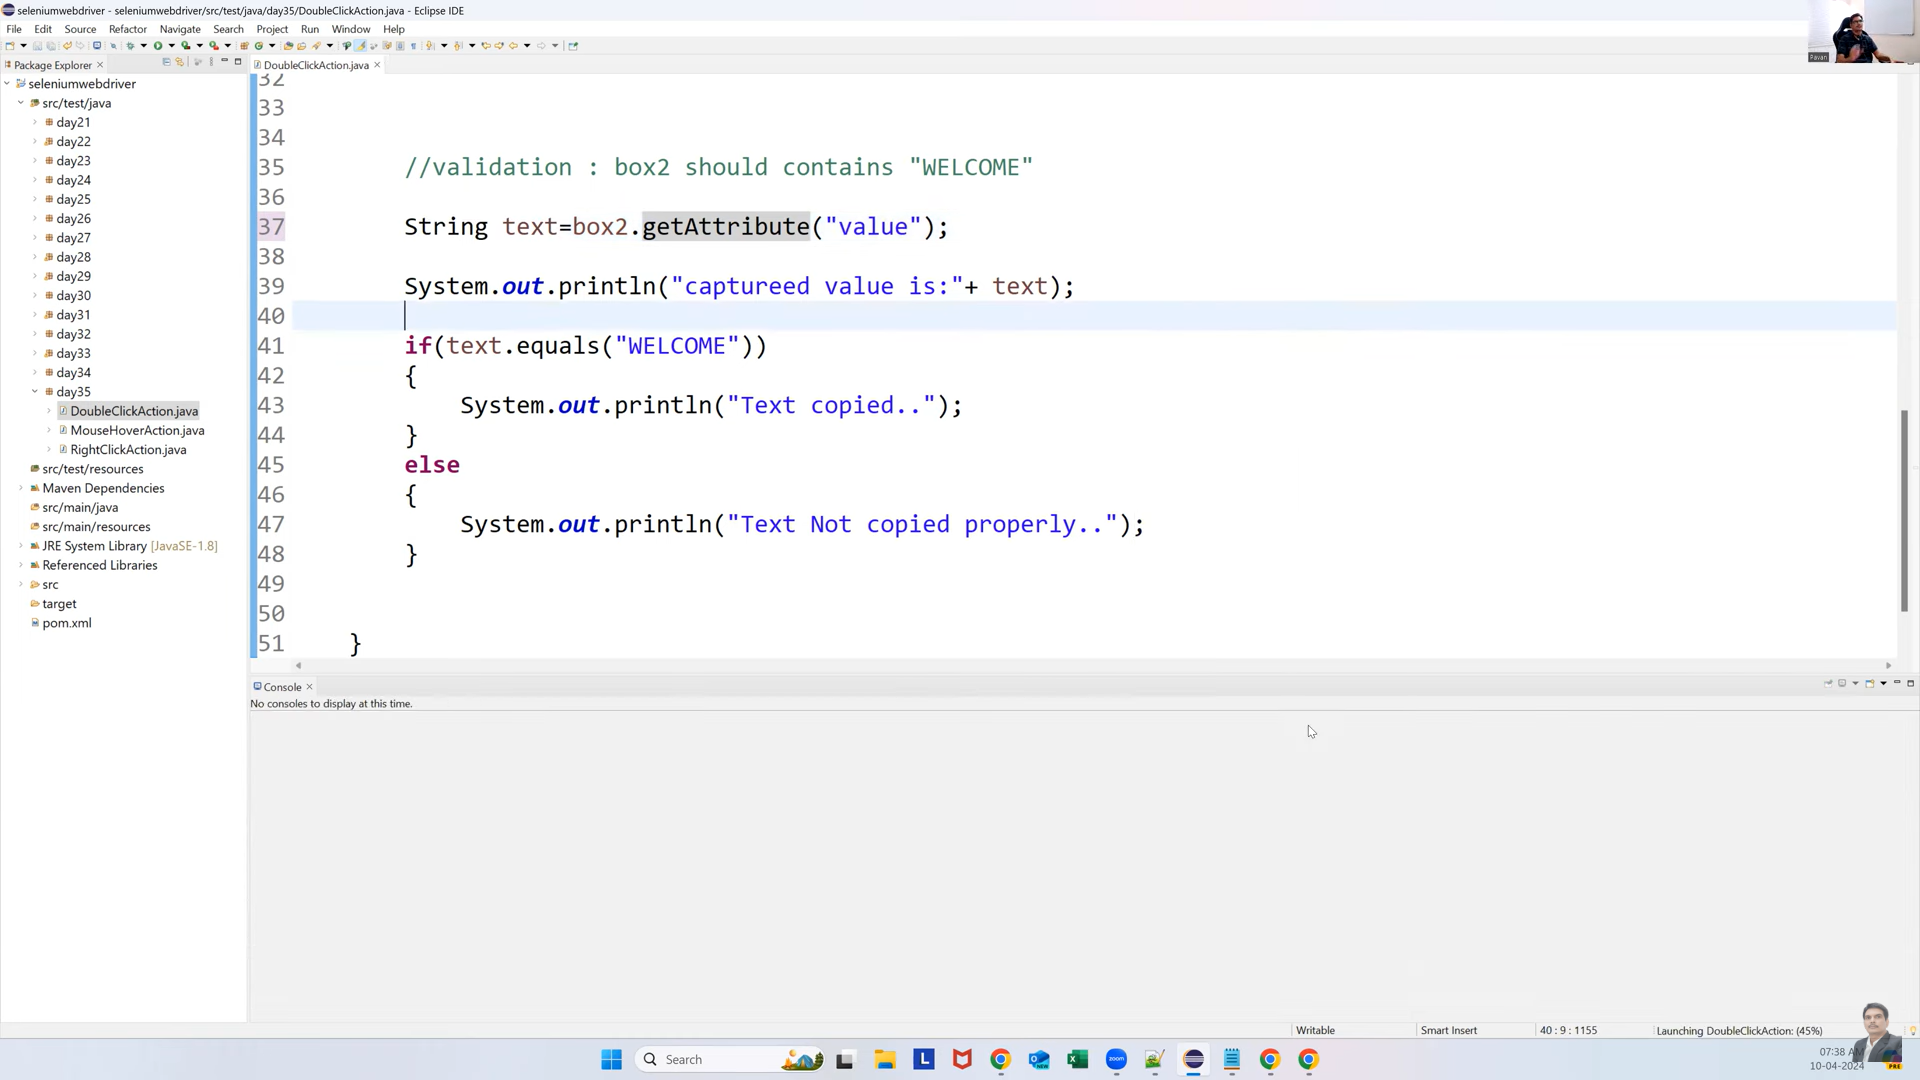 seleniumwebdriver - seleniumwebdriver/src/test/java/day35/DoubleClickAction.java - Eclipse IDE
File Edit Source Refactor Navigate Search Project Run Window Help
Package Explorer
DoubleClickAction.java
seleniumwebdriver
src/test/java
day21
day22
day23
day24
day25
day26
day27
day28
day29
day30
day31
day32
day33
day34
day35
DoubleClickAction.java
MouseHoverAction.java
RightClickAction.java
src/test/resources
Maven Dependencies
src/main/java
src/main/resources
JRE System Library [JavaSE-1.8]
Referenced Libraries
src
target
pom.xml
32
33
34
35 //validation : box2 should contains "WELCOME"
36
37 String text=box2.getAttribute("value");
38
39 System.out.println("captureed value is:"+ text);
40
41 if(text.equals("WELCOME"))
42 {
43 System.out.println("Text copied..");
44 }
45 else
46 {
47 System.out.println("Text Not copied properly..");
48 }
49
50
51 }
Console
No consoles to display at this time.
Writable Smart Insert 40 : 9 : 1155 Launching DoubleClickAction: (45%)
Search
07:38 AM
10-04-2024
Pavan
PRE